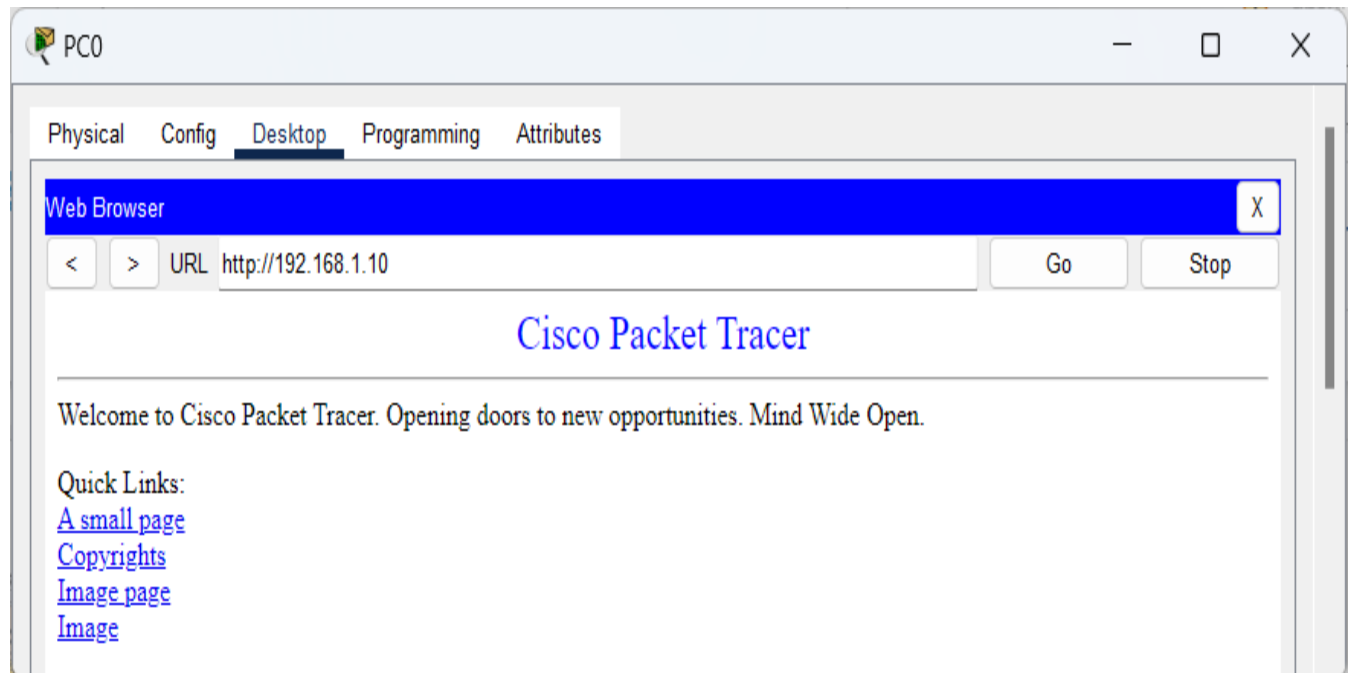 PC0
Physical Config Desktop Programming Attributes
Web Browser X
< > URL http://192.168.1.10 Go Stop
Cisco Packet Tracer
Welcome to Cisco Packet Tracer. Opening doors to new opportunities. Mind Wide Open.
Quick Links:
A small page
Copyrights
Image page
Image